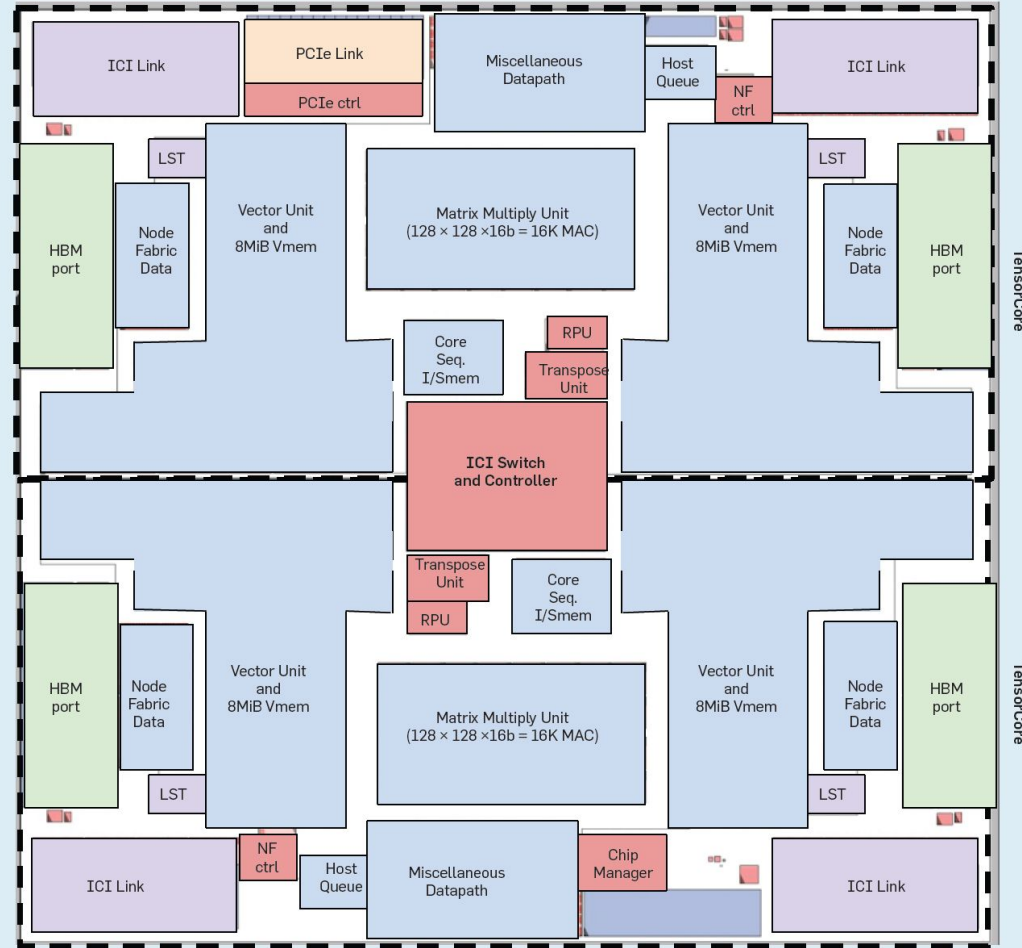 ICI Link
PCIe Link
PCIe ctrl
Miscellaneous
Datapath
Host
Queue
NF
ctrl
ICI Link
LST
LST
HBM
port
Node
Fabric
Data
Vector Unit
and
8MiB Vmem
Matrix Multiply Unit
(128 × 128 ×16b = 16K MAC)
Vector Unit
and
8MiB Vmem
Node
Fabric
Data
HBM
port
TensorCore
Core
Seq.
I/Smem
RPU
Transpose
Unit
ICI Switch
and Controller
Transpose
Unit
RPU
Core
Seq.
I/Smem
HBM
port
Node
Fabric
Data
Vector Unit
and
8MiB Vmem
Matrix Multiply Unit
(128 × 128 ×16b = 16K MAC)
Vector Unit
and
8MiB Vmem
Node
Fabric
Data
HBM
port
TensorCore
LST
LST
ICI Link
NF
ctrl
Host
Queue
Miscellaneous
Datapath
Chip
Manager
ICI Link